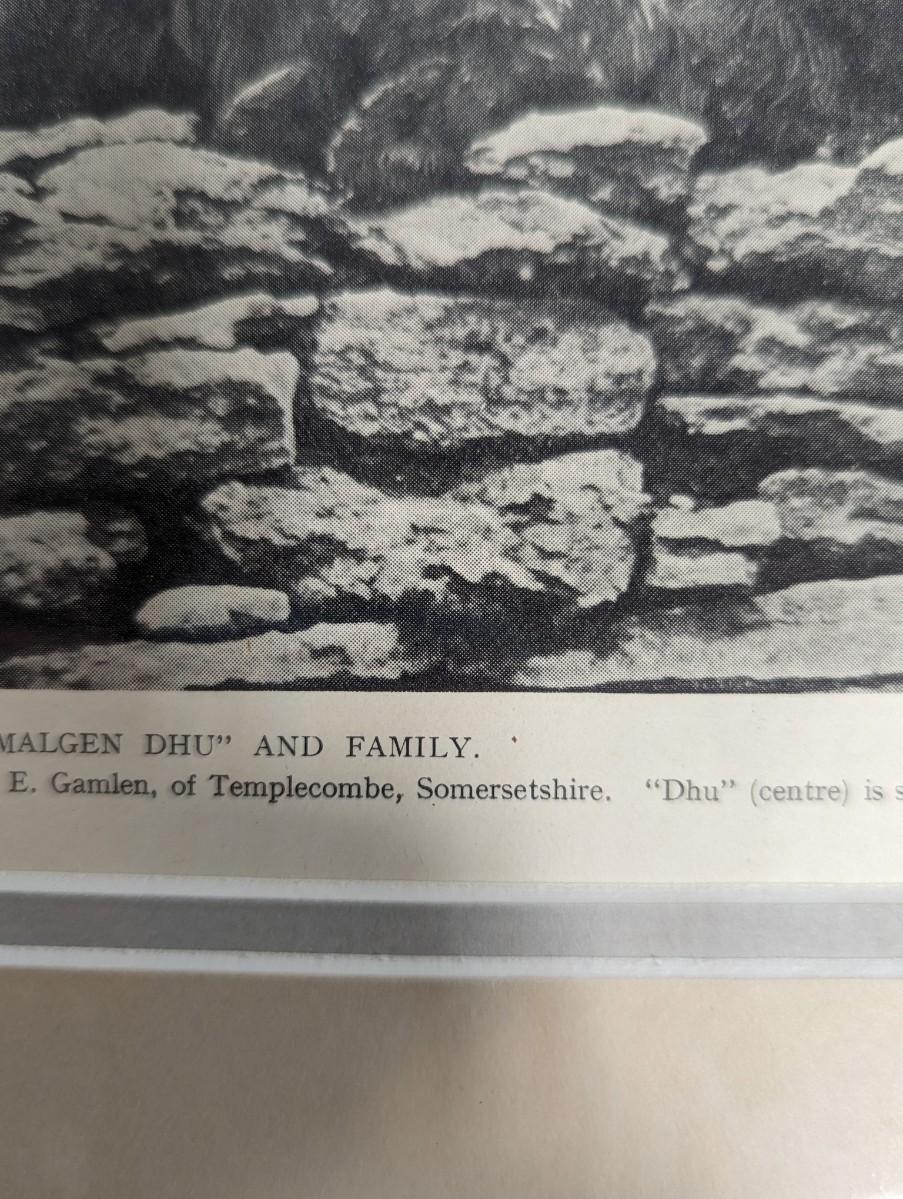 MALGEN DHU” AND FAMILY.
E. Gamlen, of Templecombe, Somersetshire. “Dhu” (centre) is s